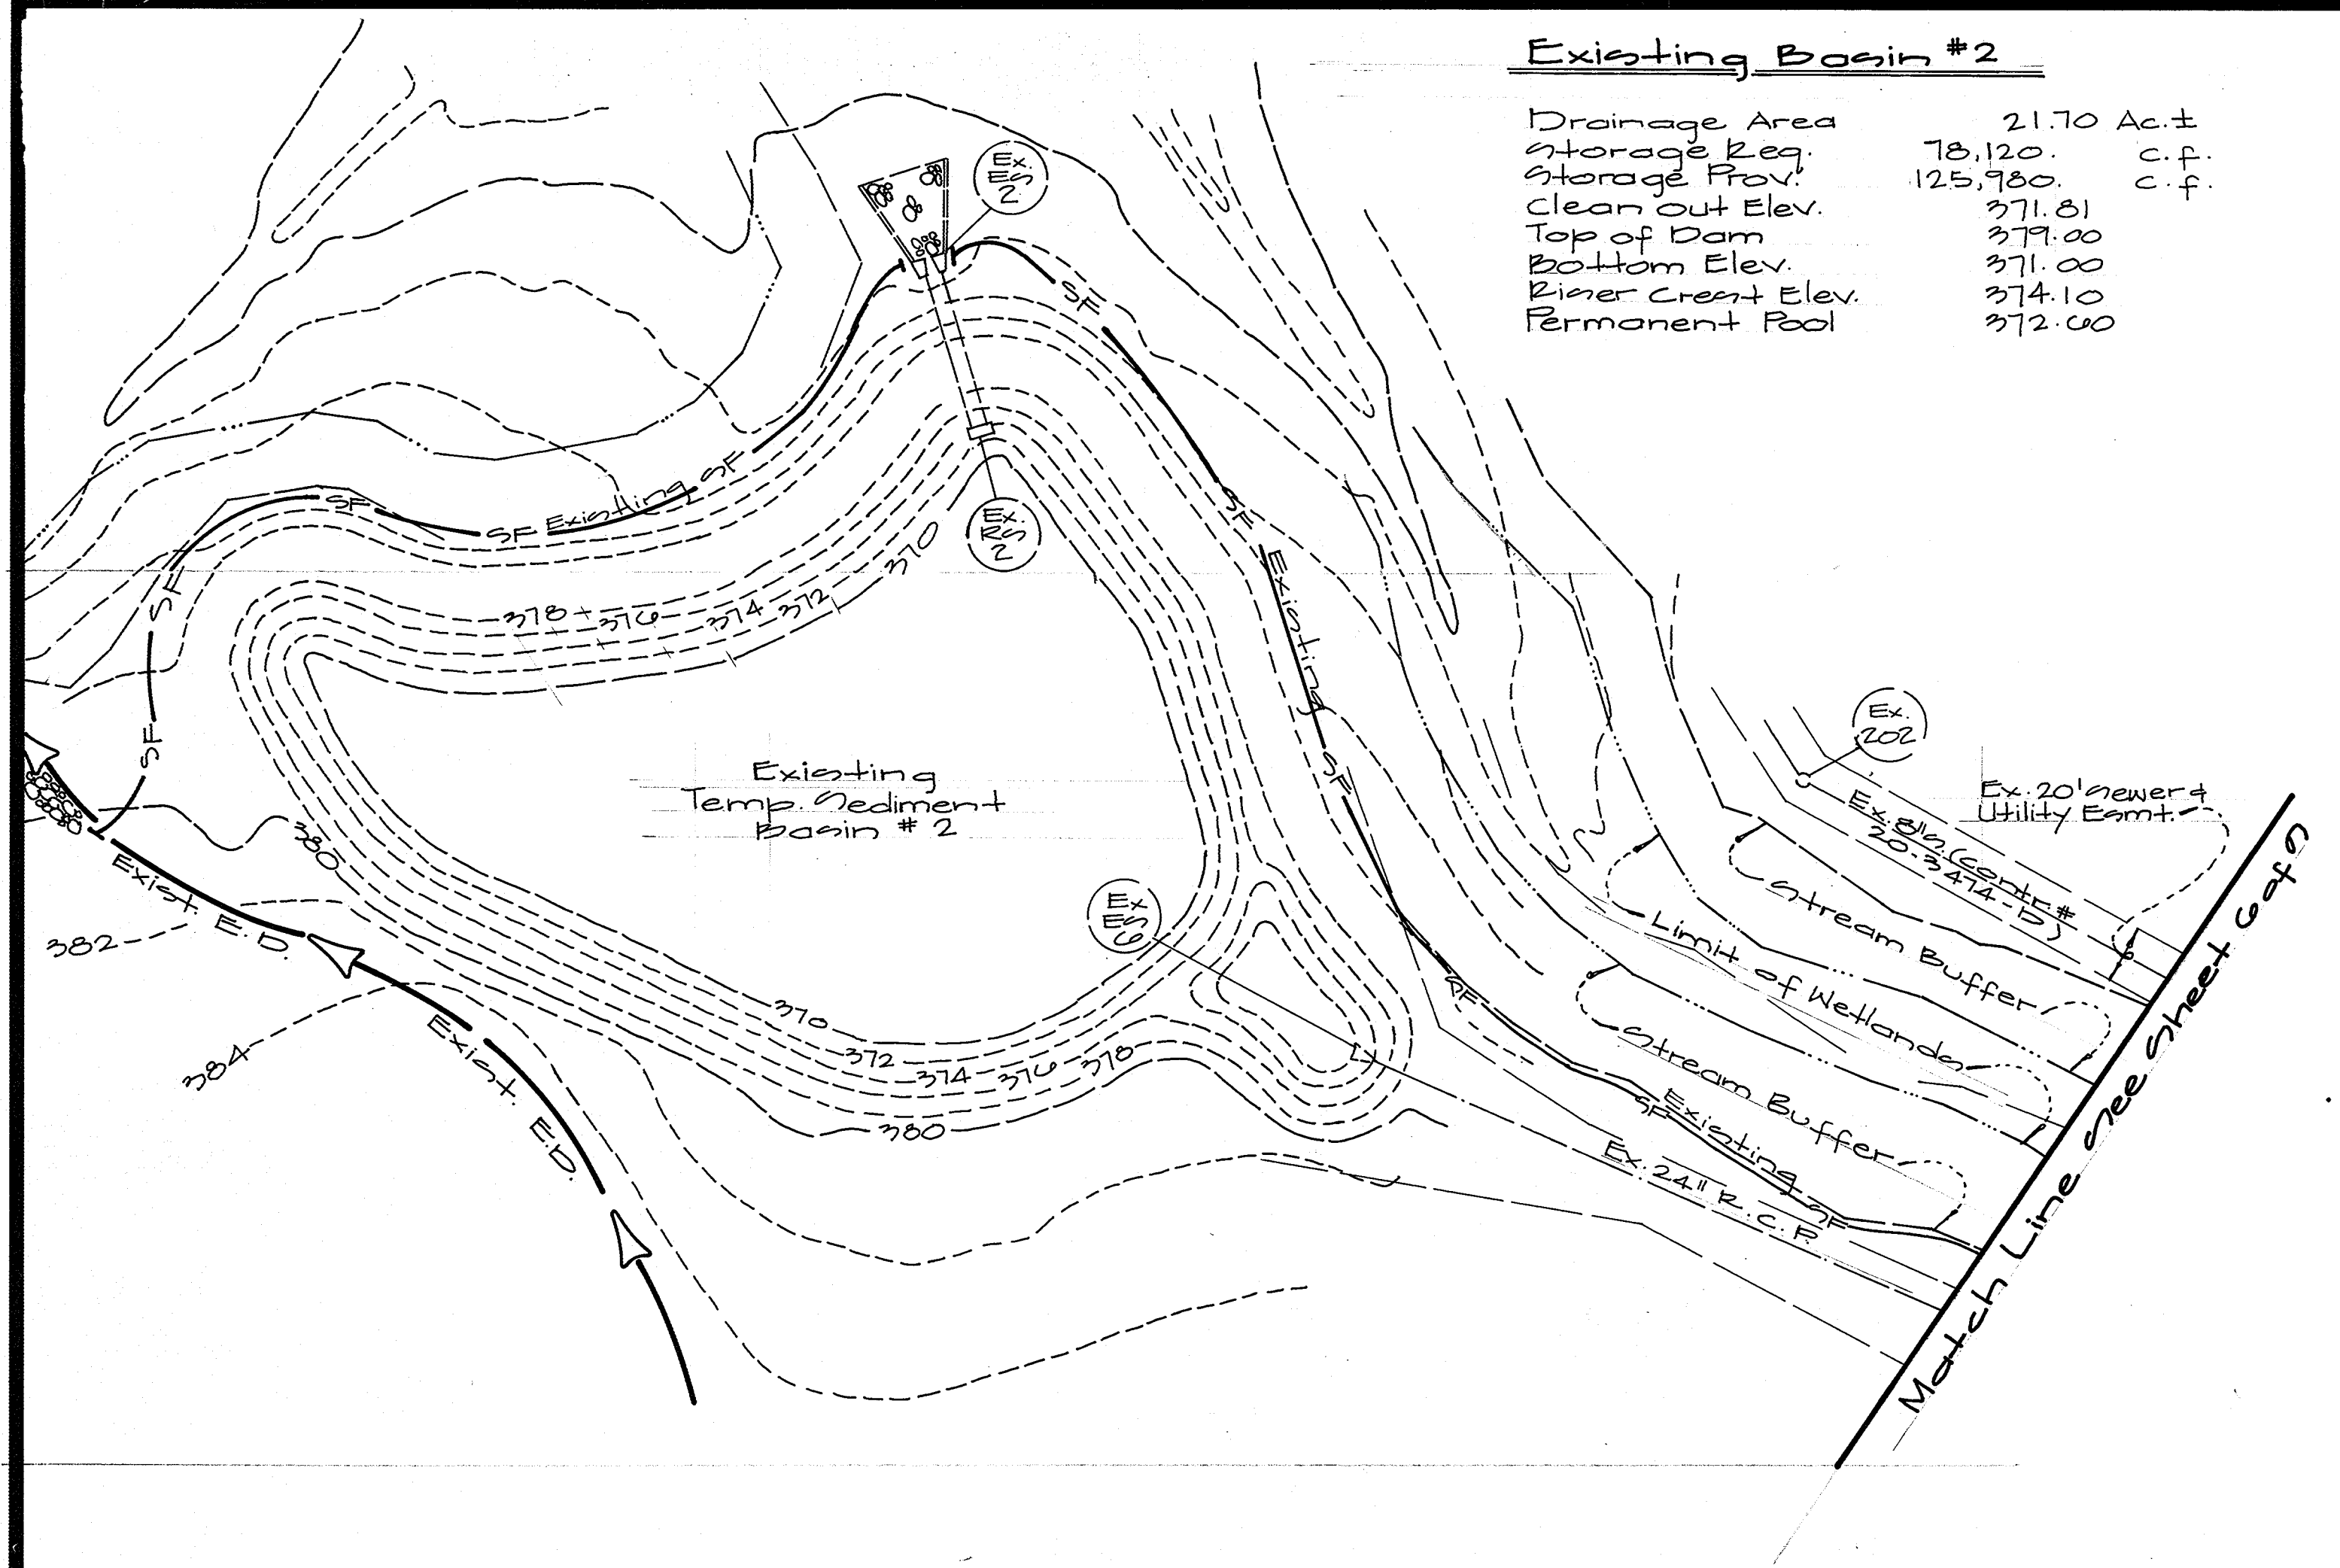 Existing Basin #2
Drainage Area 21.70 Ac.±
Storage Req. 78,120. c.f.
Storage Prov. 125,980. c.f.
Clean out Elev. 371.81
Top of Dam 379.00
Bottom Elev. 371.00
Riser Crest Elev. 374.10
Permanent Pool 372.60
Ex.
ES
2
SF
SF
Existing
SF
SF
SF
SF
SF
Existing
SF
SF
SF
Existing
SF
Ex.
RS
2
370
378
376
374
372
Existing
Temp. Sediment
Basin #2
380
382
384
Exist. E.D.
Exist. E.D.
370
372
374
376
378
380
Ex
ES
6
Ex.
202
Ex. 20' Sewer &
Utility Esmt.
Ex. 8"S. (Contr. #
20-3474-D)
Stream Buffer
Limit of Wetlands
Stream Buffer
Ex. 24" R.C.P.
Match Line See Sheet 6 of 9